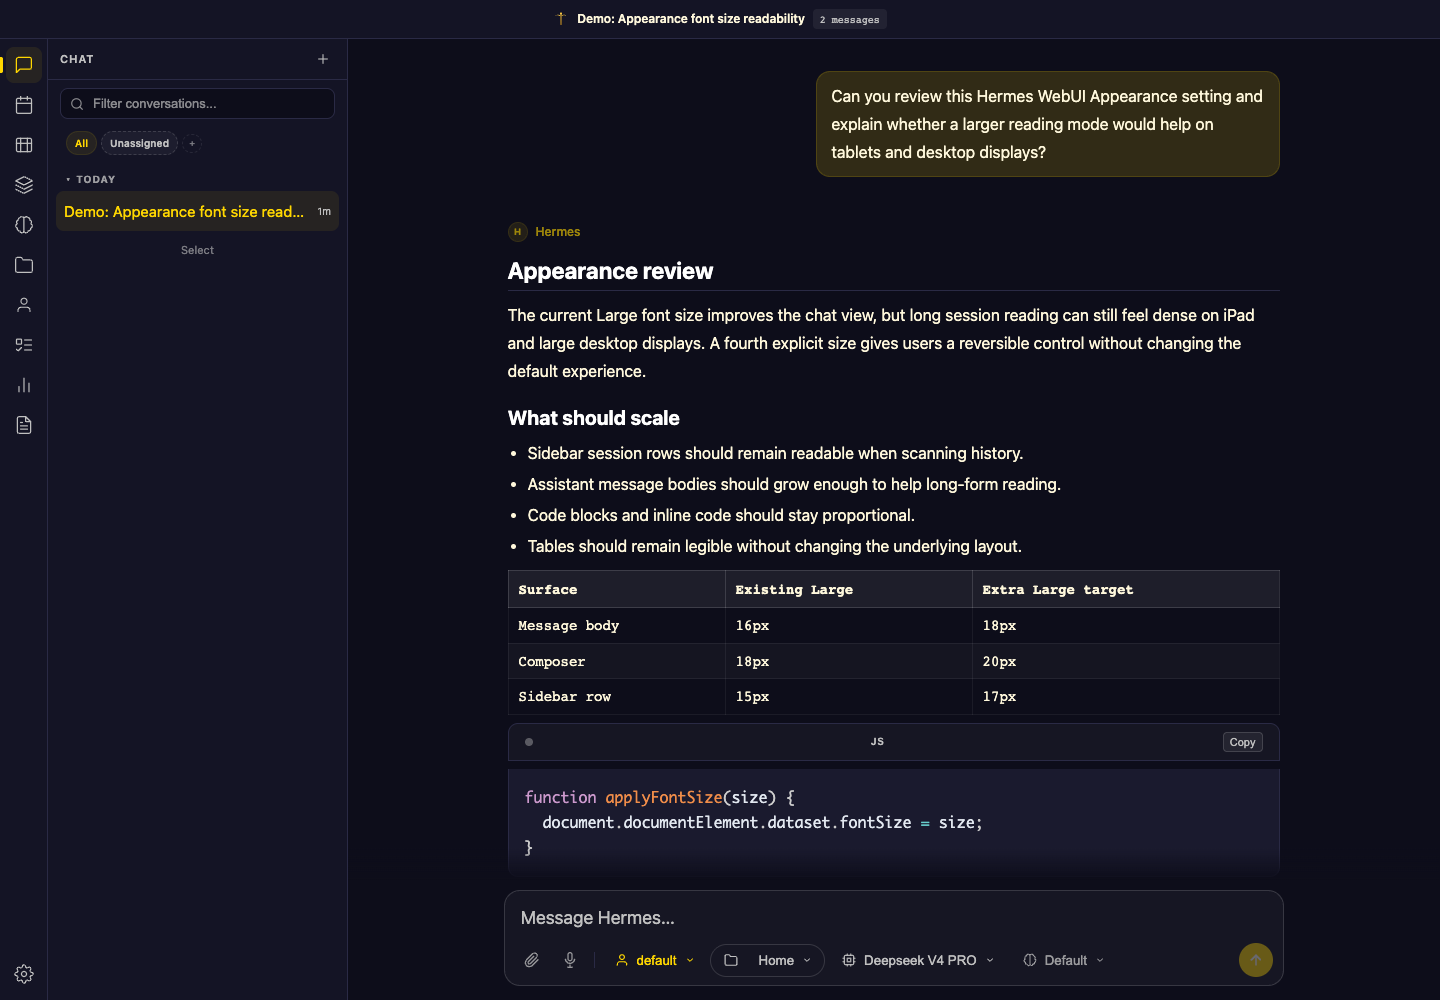 Demo: Appearance font size readability 2 messages
CHAT
Filter conversations...
All Unassigned +
TODAY
Demo: Appearance font size read... 1m
Select
Can you review this Hermes WebUI Appearance setting and
explain whether a larger reading mode would help on
tablets and desktop displays?
H Hermes
Appearance review
The current Large font size improves the chat view, but long session reading can still feel dense on iPad
and large desktop displays. A fourth explicit size gives users a reversible control without changing the
default experience.
What should scale
• Sidebar session rows should remain readable when scanning history.
• Assistant message bodies should grow enough to help long-form reading.
• Code blocks and inline code should stay proportional.
• Tables should remain legible without changing the underlying layout.
Surface Existing Large Extra Large target
Message body 16px 18px
Composer 18px 20px
Sidebar row 15px 17px
JS Copy
function applyFontSize(size) {
  document.documentElement.dataset.fontSize = size;
}
Message Hermes...
default Home Deepseek V4 PRO Default